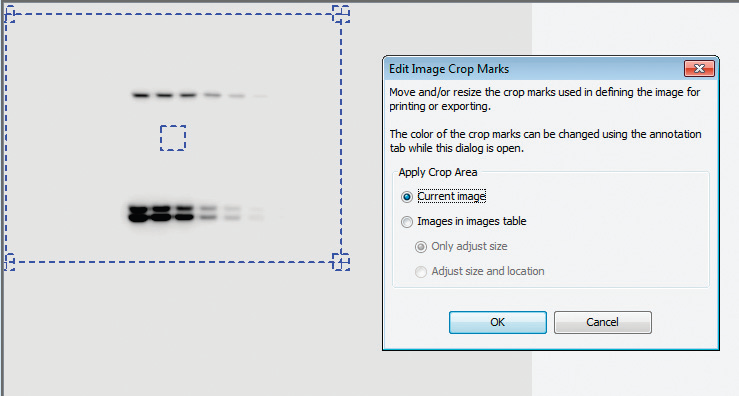 Edit Image Crop Marks
Move and/or resize the crop marks used in defining the image for
printing or exporting.
The color of the crop marks can be changed using the annotation
tab while this dialog is open.
Apply Crop Area
Current image
Images in images table
Only adjust size
Adjust size and location
OK
Cancel